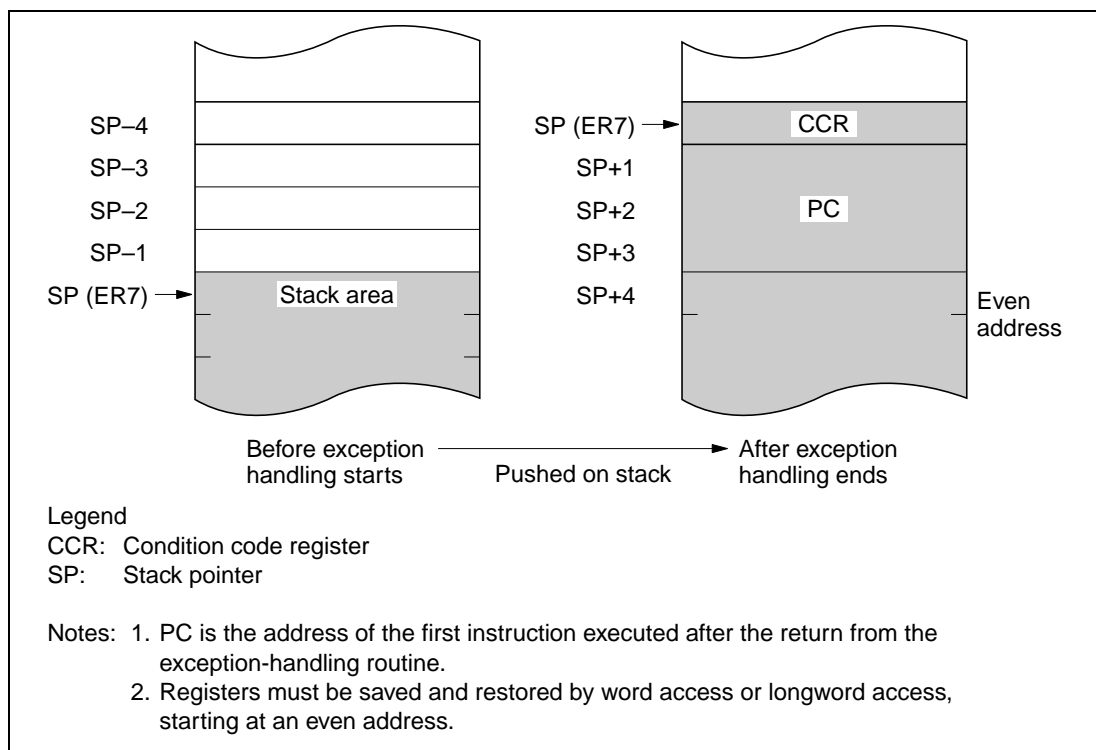 SP–4
SP–3
SP–2
SP–1
SP (ER7)
Stack area
SP (ER7)
SP+1
SP+2
SP+3
SP+4
CCR
PC
Even
address
Before exception
handling starts
Pushed on stack
After exception
handling ends
Legend
CCR: Condition code register
SP: Stack pointer
Notes: 1. PC is the address of the first instruction executed after the return from the
exception-handling routine.
2. Registers must be saved and restored by word access or longword access,
starting at an even address.